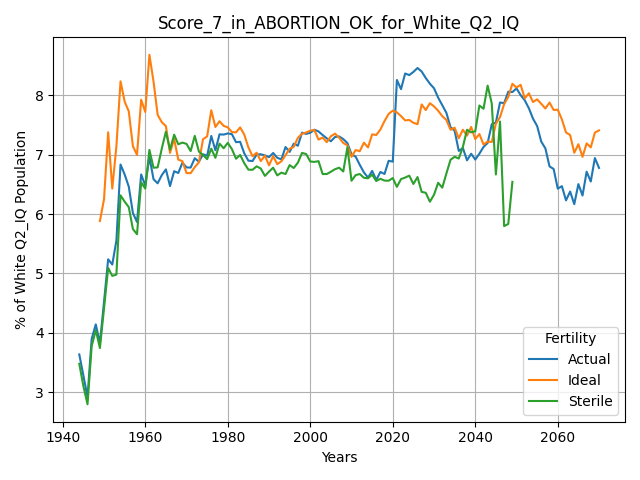 Score_7_in_ABORTION_OK_for_White_Q2_IQ
% of White Q2_IQ Population
8
7
6
5
4
3
Fertility
Actual
Ideal
Sterile
1940 1960 1980 2000 2020 2040 2060
Years